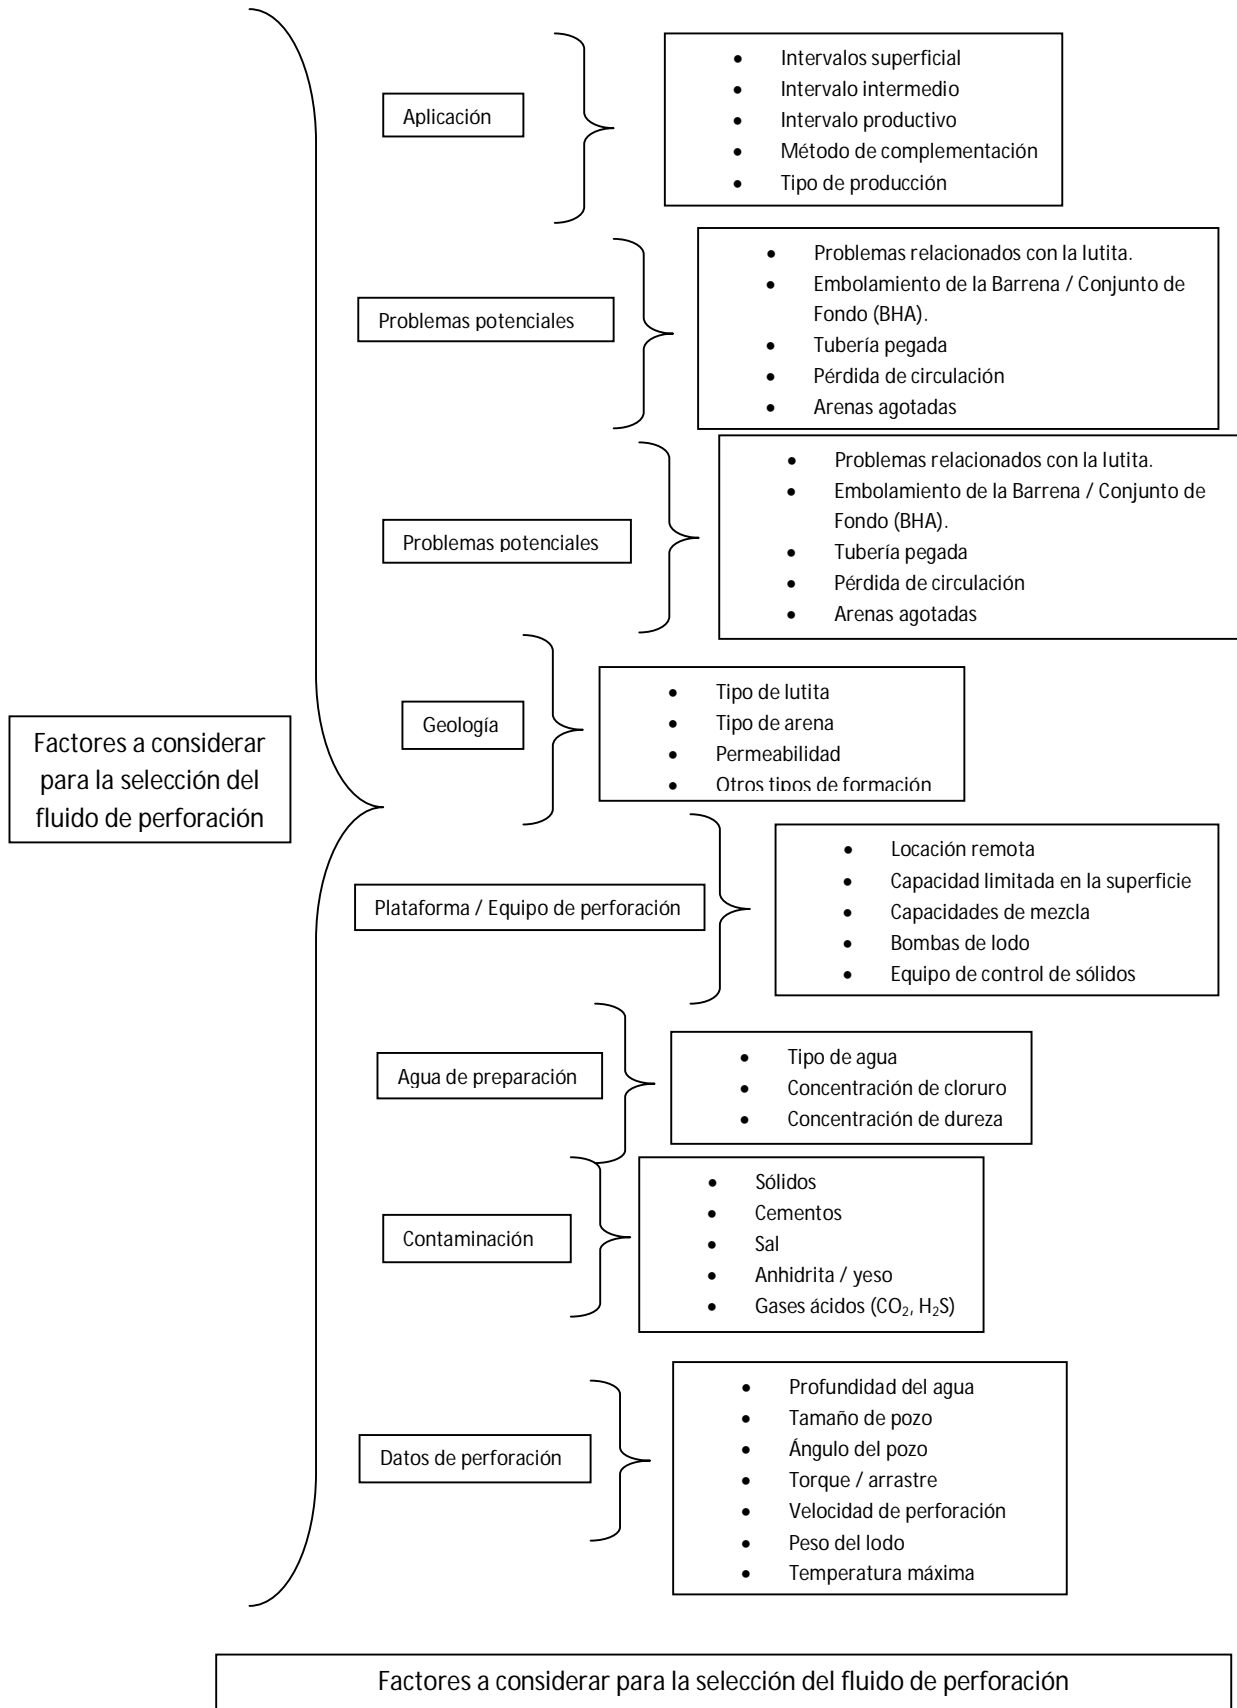 Factores a considerar
para la selección del
fluido de perforación
Aplicación
• Intervalos superficial
• Intervalo intermedio
• Intervalo productivo
• Método de complementación
• Tipo de producción
Problemas potenciales
• Problemas relacionados con la lutita.
• Embolamiento de la Barrena / Conjunto de
Fondo (BHA).
• Tubería pegada
• Pérdida de circulación
• Arenas agotadas
Problemas potenciales
• Problemas relacionados con la lutita.
• Embolamiento de la Barrena / Conjunto de
Fondo (BHA).
• Tubería pegada
• Pérdida de circulación
• Arenas agotadas
Geología
• Tipo de lutita
• Tipo de arena
• Permeabilidad
• Otros tipos de formación
Plataforma / Equipo de perforación
• Locación remota
• Capacidad limitada en la superficie
• Capacidades de mezcla
• Bombas de lodo
• Equipo de control de sólidos
Agua de preparación
• Tipo de agua
• Concentración de cloruro
• Concentración de dureza
Contaminación
• Sólidos
• Cementos
• Sal
• Anhidrita / yeso
• Gases ácidos (CO₂, H₂S)
Datos de perforación
• Profundidad del agua
• Tamaño de pozo
• Ángulo del pozo
• Torque / arrastre
• Velocidad de perforación
• Peso del lodo
• Temperatura máxima
Factores a considerar para la selección del fluido de perforación